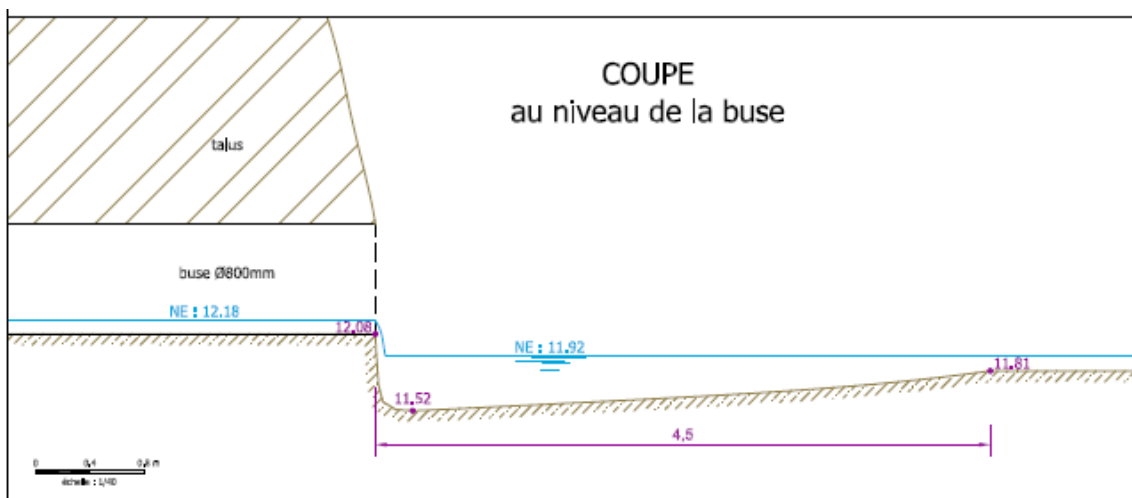 COUPE
au niveau de la buse
talus
buse Ø800mm
NE : 12.18
12.08
NE : 11.92
11.81
11.52
4,5
0 0,4 0,8 m
échelle : 1/40